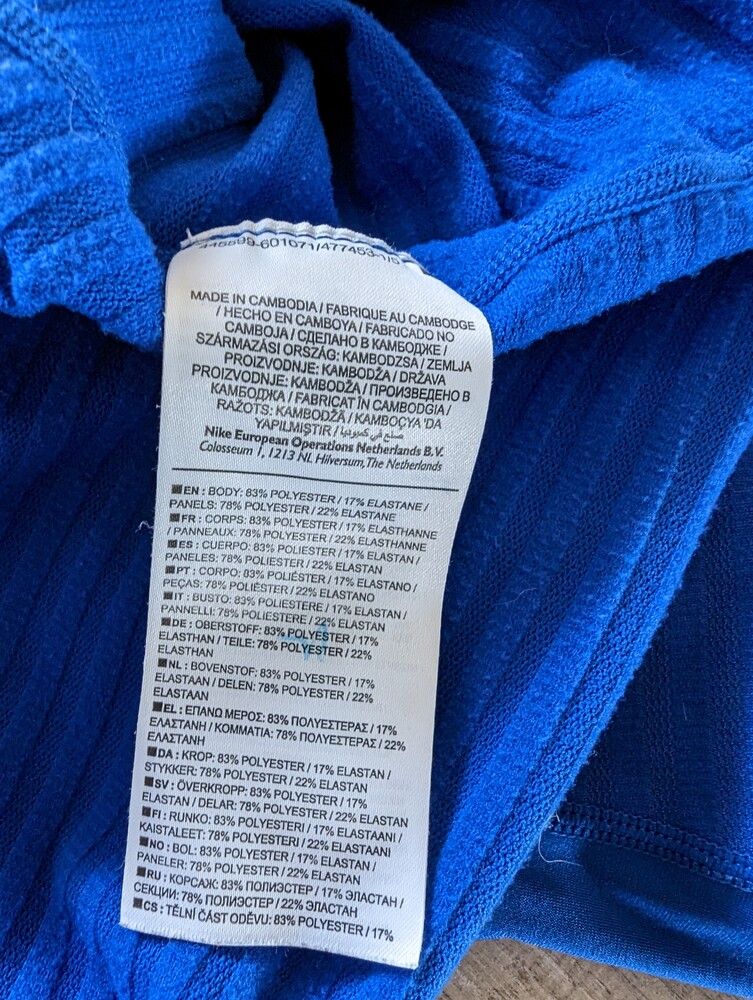 MADE IN CAMBODIA / FABRIQUE AU CAMBODGE
/ HECHO EN CAMBOYA / FABRICADO NO
CAMBOJA / СДЕЛАНО В КАМБОДЖЕ /
SZÁRMAZÁSI ORSZÁG: KAMBODZSA / ZEMLJA
PROIZVODNJE: KAMBODŽA / DRŽAVA
PROIZVODNJE: KAMBODŽA / ПРОИЗВЕДЕНО В
КАМБОДЖА / FABRICAT ÎN CAMBODGIA /
RAŽOTS: KAMBODŽĀ / KAMBOÇYA'DA
YAPILMIŞTIR / صنع في كمبوديا
Nike European Operations Netherlands B.V.
Colosseum 1, 1213 NL Hilversum, The Netherlands
EN : BODY: 83% POLYESTER / 17% ELASTANE /
PANELS: 78% POLYESTER / 22% ELASTANE
FR : CORPS: 83% POLYESTER / 17% ELASTHANNE
/ PANNEAUX: 78% POLYESTER / 22% ELASTHANNE
ES : CUERPO: 83% POLIESTER / 17% ELASTAN /
PANELES: 78% POLIESTER / 22% ELASTAN
PT : CORPO: 83% POLIÉSTER / 17% ELASTANO /
PEÇAS: 78% POLIÉSTER / 22% ELASTANO
IT : BUSTO: 83% POLIESTERE / 17% ELASTAN /
PANNELLI: 78% POLIESTERE / 22% ELASTAN
DE : OBERSTOFF: 83% POLYESTER / 17%
ELASTHAN / TEILE: 78% POLYESTER / 22%
ELASTHAN
NL : BOVENSTOF: 83% POLYESTER / 17%
ELASTAAN / DELEN: 78% POLYESTER / 22%
ELASTAAN
EL : ΕΠΑΝΩ ΜΕΡΟΣ: 83% ΠΟΛΥΕΣΤΕΡΑΣ / 17%
ΕΛΑΣΤΑΝΗ / ΚΟΜΜΑΤΙΑ: 78% ΠΟΛΥΕΣΤΕΡΑΣ / 22%
ΕΛΑΣΤΑΝΗ
DA : KROP: 83% POLYESTER / 17% ELASTAN /
STYKKER: 78% POLYESTER / 22% ELASTAN
SV : ÖVERKROPP: 83% POLYESTER / 17%
ELASTAN / DELAR: 78% POLYESTER / 22% ELASTAN
FI : RUNKO: 83% POLYESTERI / 17% ELASTAANI /
KAISTALEET: 78% POLYESTERI / 22% ELASTAANI
NO : BOL: 83% POLYESTER / 17% ELASTAN /
PANELER: 78% POLYESTER / 22% ELASTAN
RU : КОРСАЖ: 83% ПОЛИЭСТЕР / 17% ЭЛАСТАН /
СЕКЦИИ: 78% ПОЛИЭСТЕР / 22% ЭЛАСТАН
CS : TĚLNÍ ČÁST ODĚVU: 83% POLYESTER / 17%